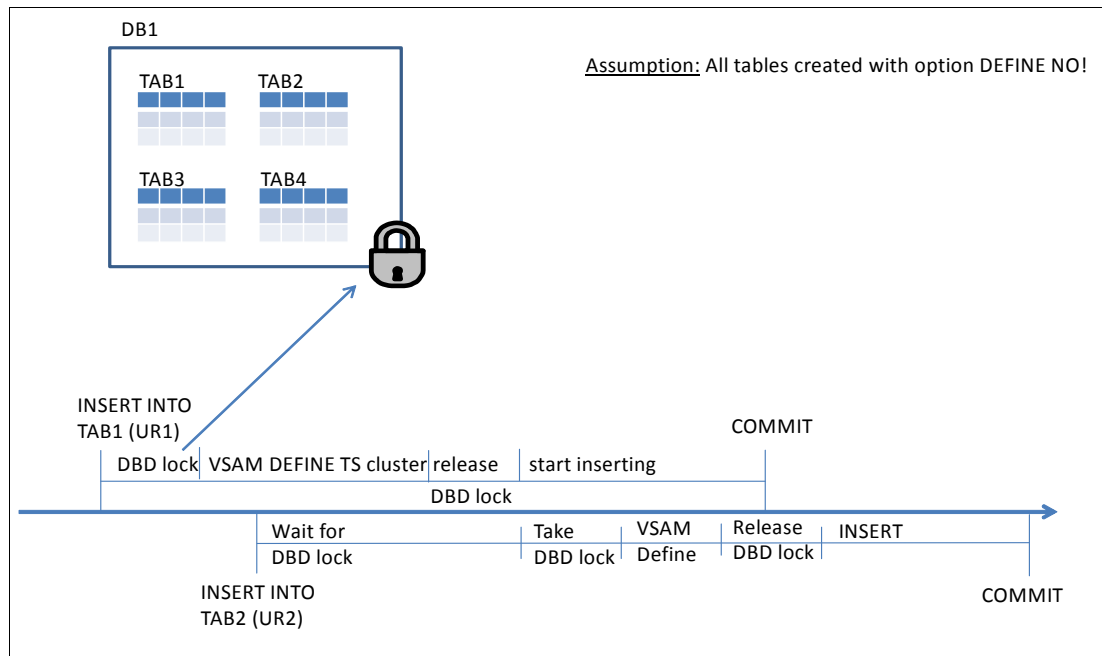 DB1
Assumption: All tables created with option DEFINE NO!
TAB1 TAB2
TAB3 TAB4
INSERT INTO
TAB1 (UR1)
COMMIT
DBD lock VSAM DEFINE TS cluster release start inserting
DBD lock
Wait for
DBD lock
Take
DBD lock
VSAM
Define
Release
DBD lock
INSERT
INSERT INTO
TAB2 (UR2)
COMMIT